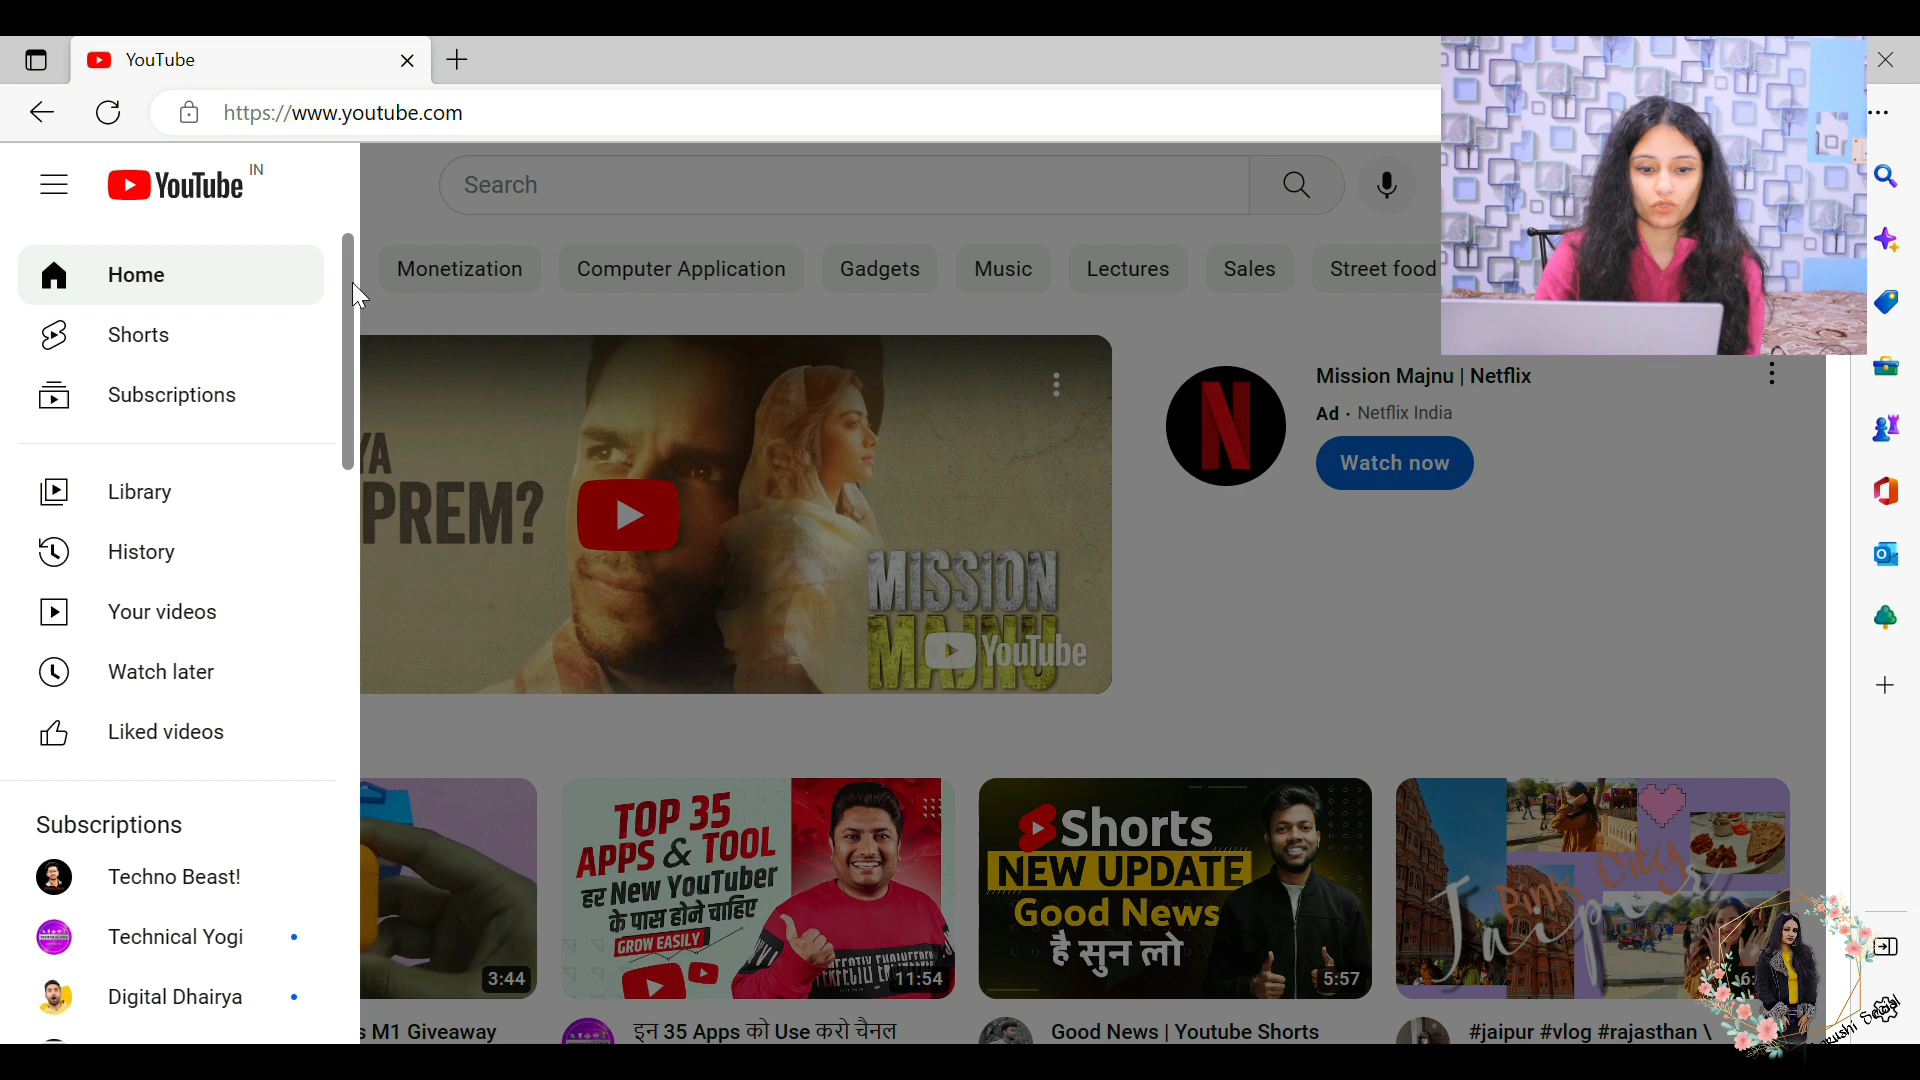 YouTube
https://www.youtube.com
YouTube IN
Search
Home
Shorts
Subscriptions
Library
History
Your videos
Watch later
Liked videos
Subscriptions
Techno Beast!
Technical Yogi
Digital Dhairya
Monetization
Computer Application
Gadgets
Music
Lectures
Sales
Street food
YA
PREM?
MISSION
MAJNU
YouTube
N
Mission Majnu | Netflix
Ad · Netflix India
Watch now
3:44
s M1 Giveaway
TOP 35
APPS & TOOL
हर New YouTuber
के पास होने चाहिए
GROW EASILY
11:54
इन 35 Apps को Use करो चैनल
Shorts
NEW UPDATE
Good News
है सुन लो
5:57
Good News | Youtube Shorts
Pink City
Jaipur
#jaipur #vlog #rajasthan \